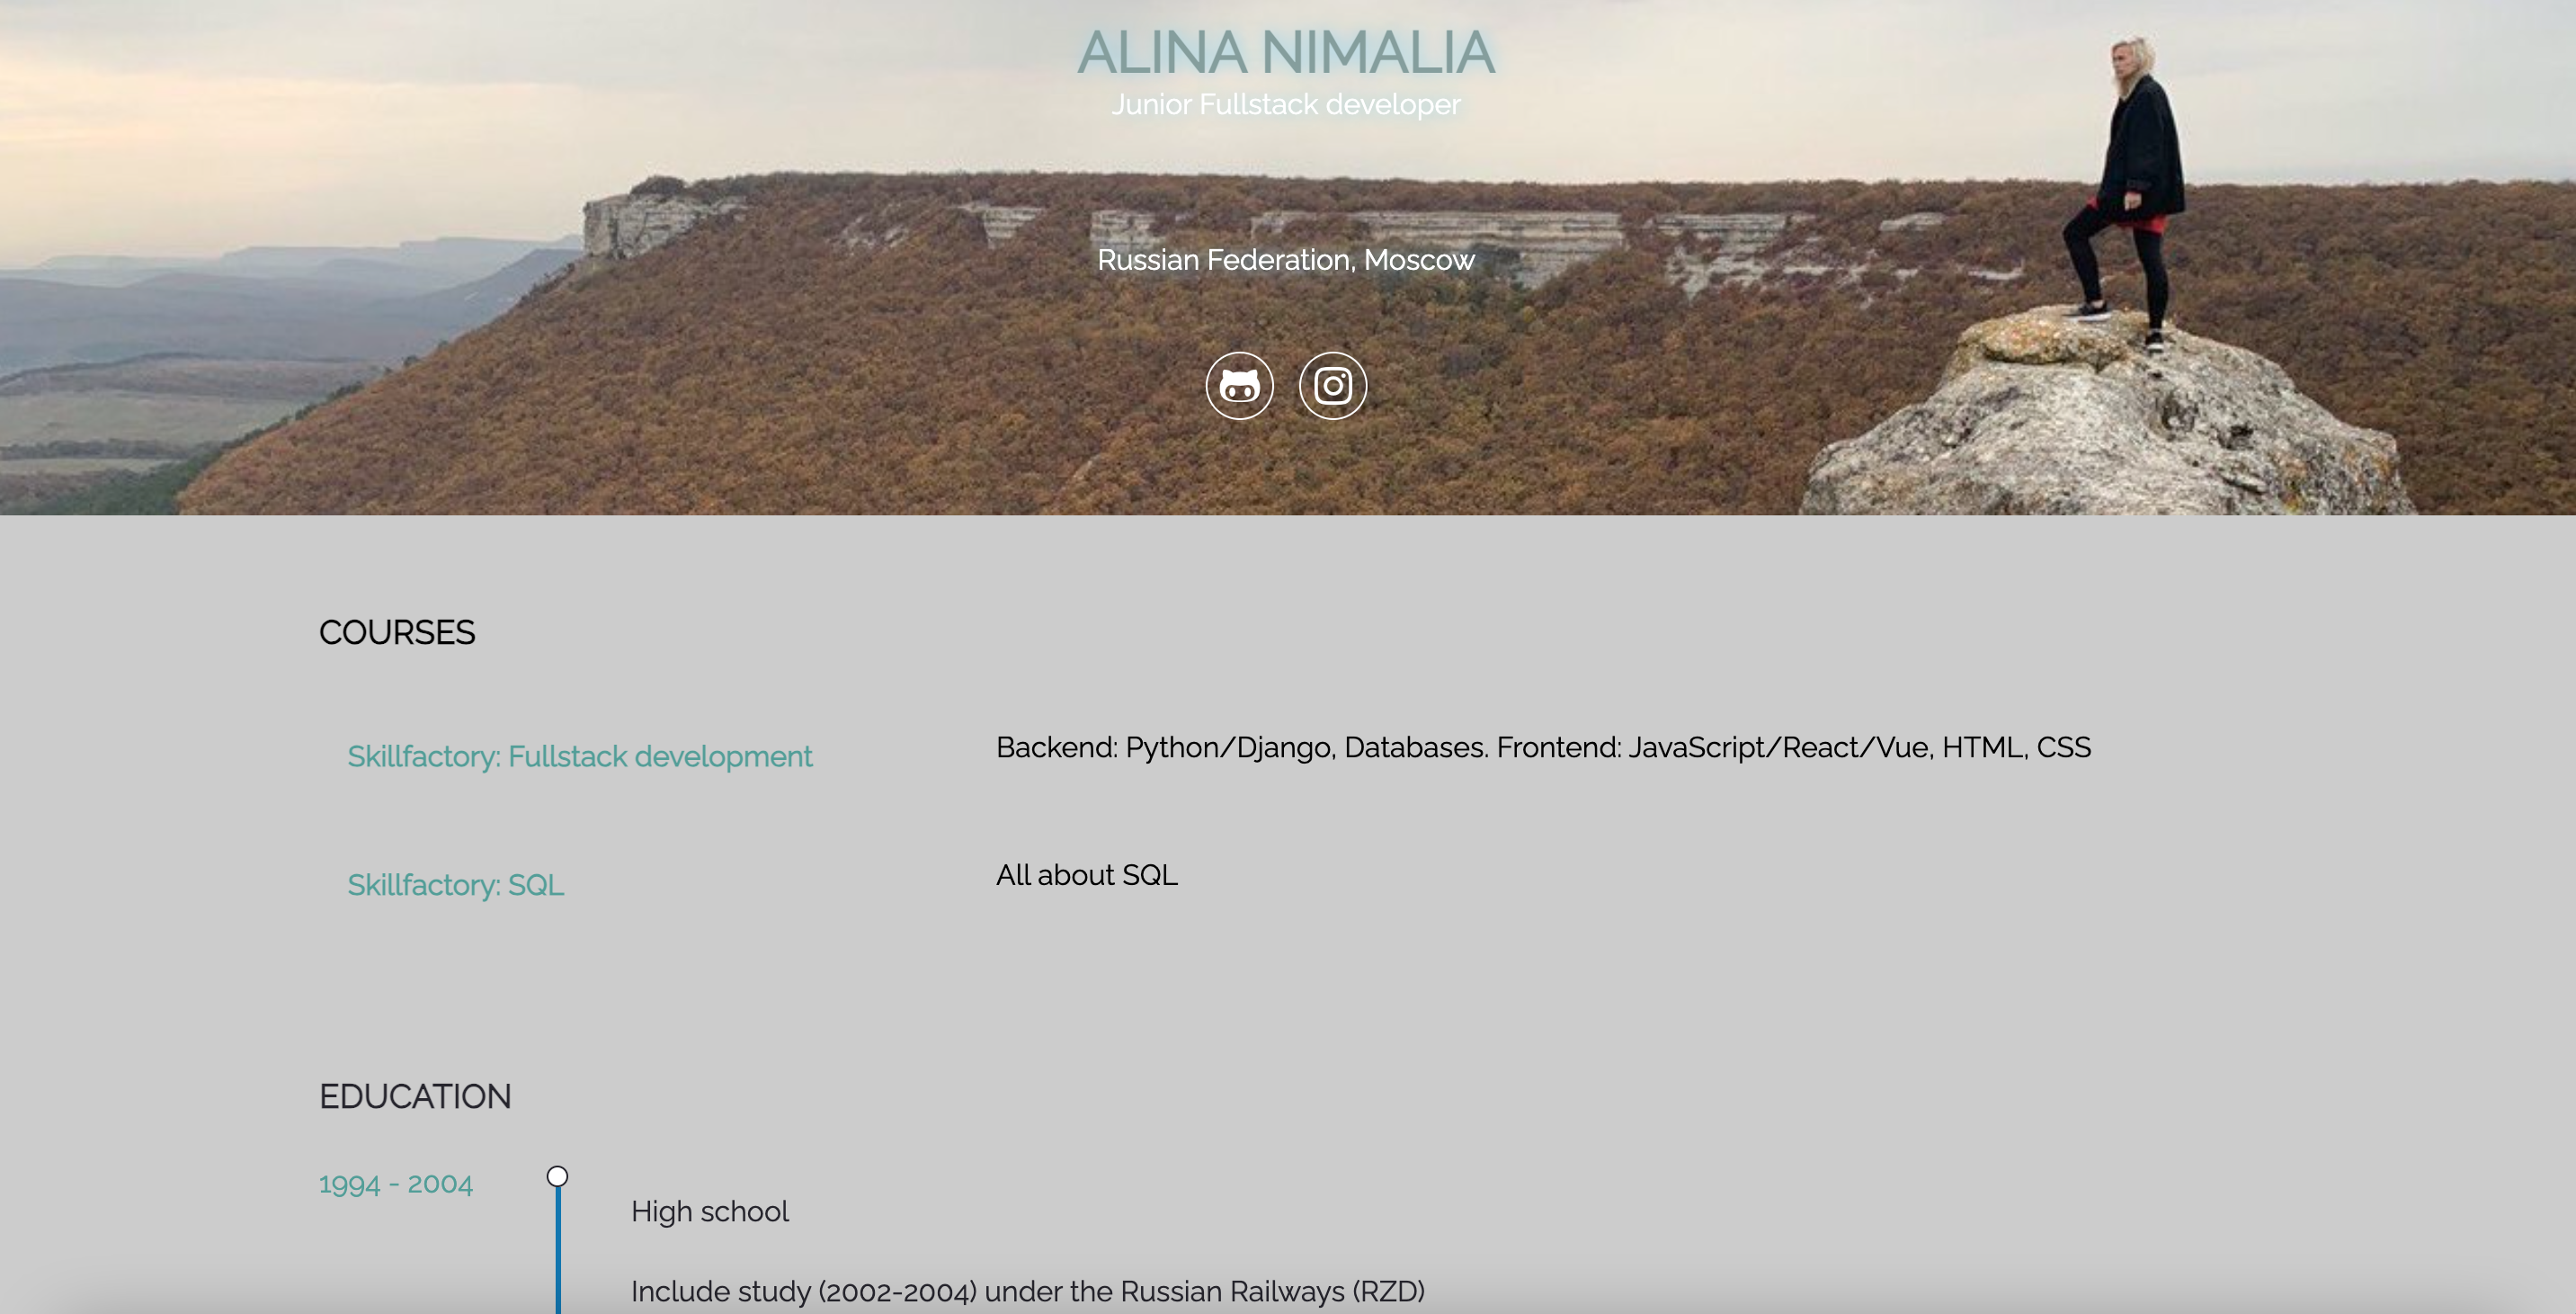 ALINA NIMALIA
Junior Fullstack developer
Russian Federation, Moscow
COURSES
Skillfactory: Fullstack development
Backend: Python/Django, Databases. Frontend: JavaScript/React/Vue, HTML, CSS
Skillfactory: SQL
All about SQL
EDUCATION
1994 - 2004
High school
Include study (2002-2004) under the Russian Railways (RZD)